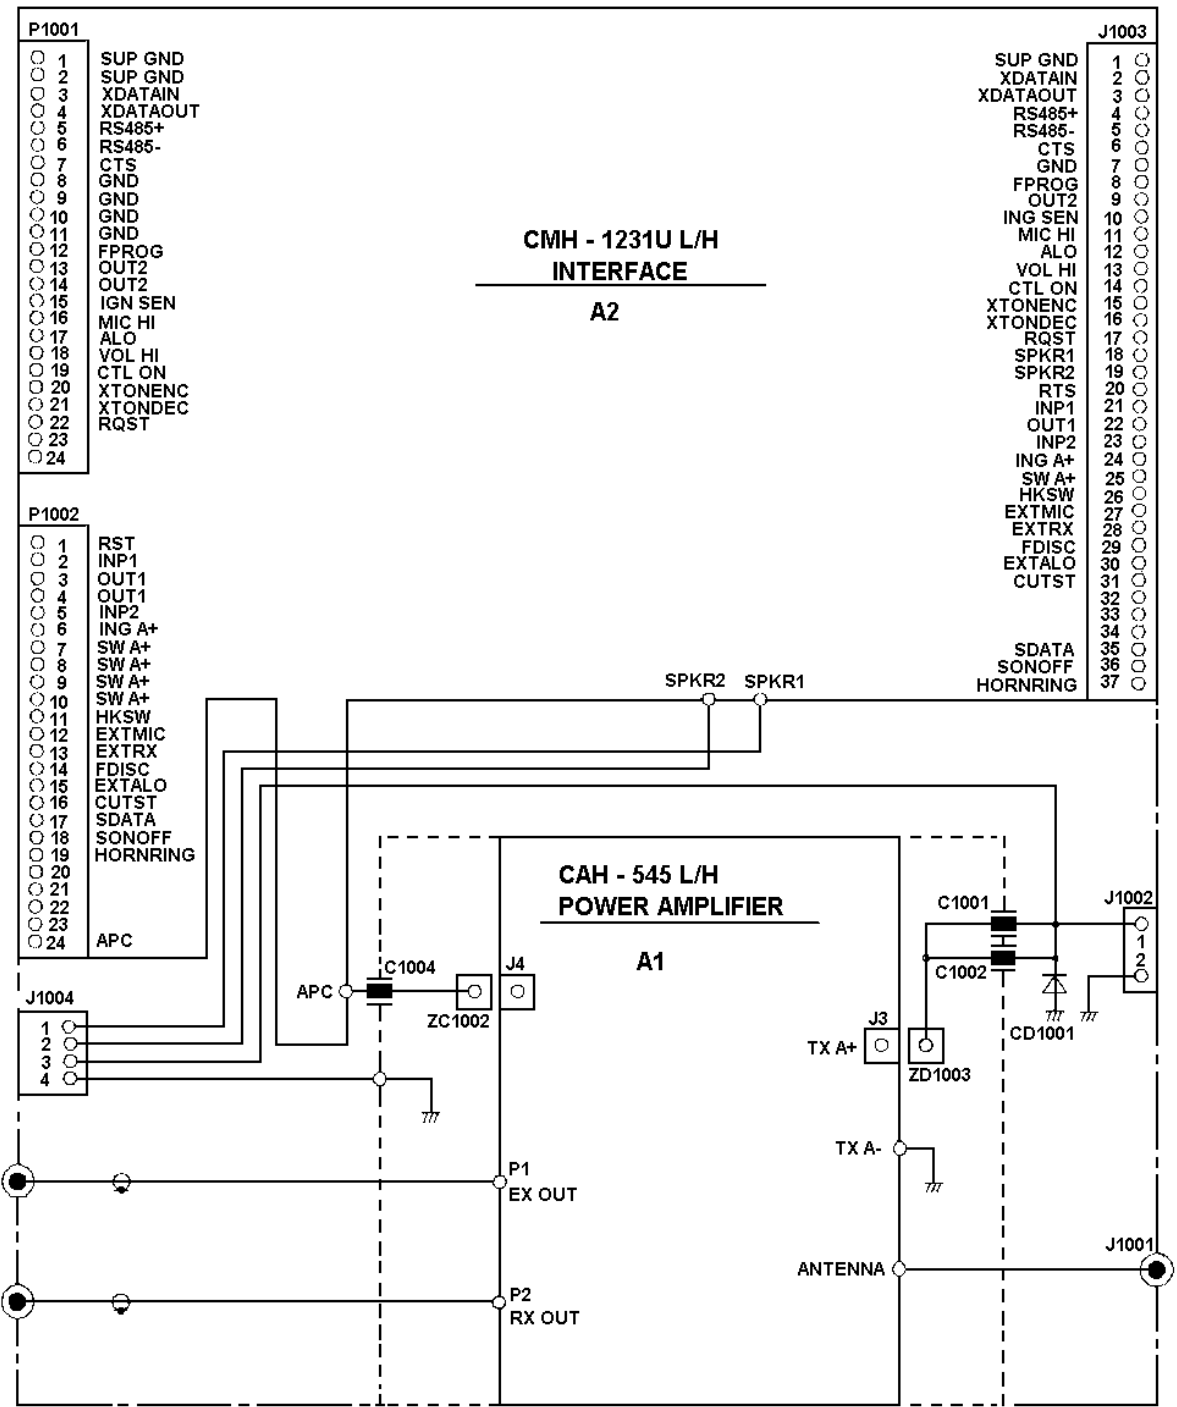 P1001
1 SUP GND
2 SUP GND
3 XDATAIN
4 XDATAOUT
5 RS485+
6 RS485-
7 CTS
8 GND
9 GND
10 GND
11 GND
12 FPROG
13 OUT2
14 OUT2
15 IGN SEN
16 MIC HI
17 ALO
18 VOL HI
19 CTL ON
20 XTONENC
21 XTONDEC
22 RQST
23
24
CMH - 1231U L/H
INTERFACE
A2
J1003
SUP GND 1
XDATAIN 2
XDATAOUT 3
RS485+ 4
RS485- 5
CTS 6
GND 7
FPROG 8
OUT2 9
ING SEN 10
MIC HI 11
ALO 12
VOL HI 13
CTL ON 14
XTONENC 15
XTONDEC 16
RQST 17
SPKR1 18
SPKR2 19
RTS 20
INP1 21
OUT1 22
INP2 23
ING A+ 24
SW A+ 25
HKSW 26
EXTMIC 27
EXTRX 28
FDISC 29
EXTALO 30
CUTST 31
32
33
34
SDATA 35
SONOFF 36
HORNRING 37
P1002
1 RST
2 INP1
3 OUT1
4 OUT1
5 INP2
6 ING A+
7 SW A+
8 SW A+
9 SW A+
10 SW A+
11 HKSW
12 EXTMIC
13 EXTRX
14 FDISC
15 EXTALO
16 CUTST
17 SDATA
18 SONOFF
19 HORNRING
20
21
22
23
24 APC
SPKR2 SPKR1
CAH - 545 L/H
POWER AMPLIFIER
A1
C1001
C1002
J1002
1
2
CD1001
C1004
APC
ZC1002
J4
J3
TX A+
ZD1003
J1004
1
2
3
4
TX A-
P1
EX OUT
J1001
ANTENNA
P2
RX OUT